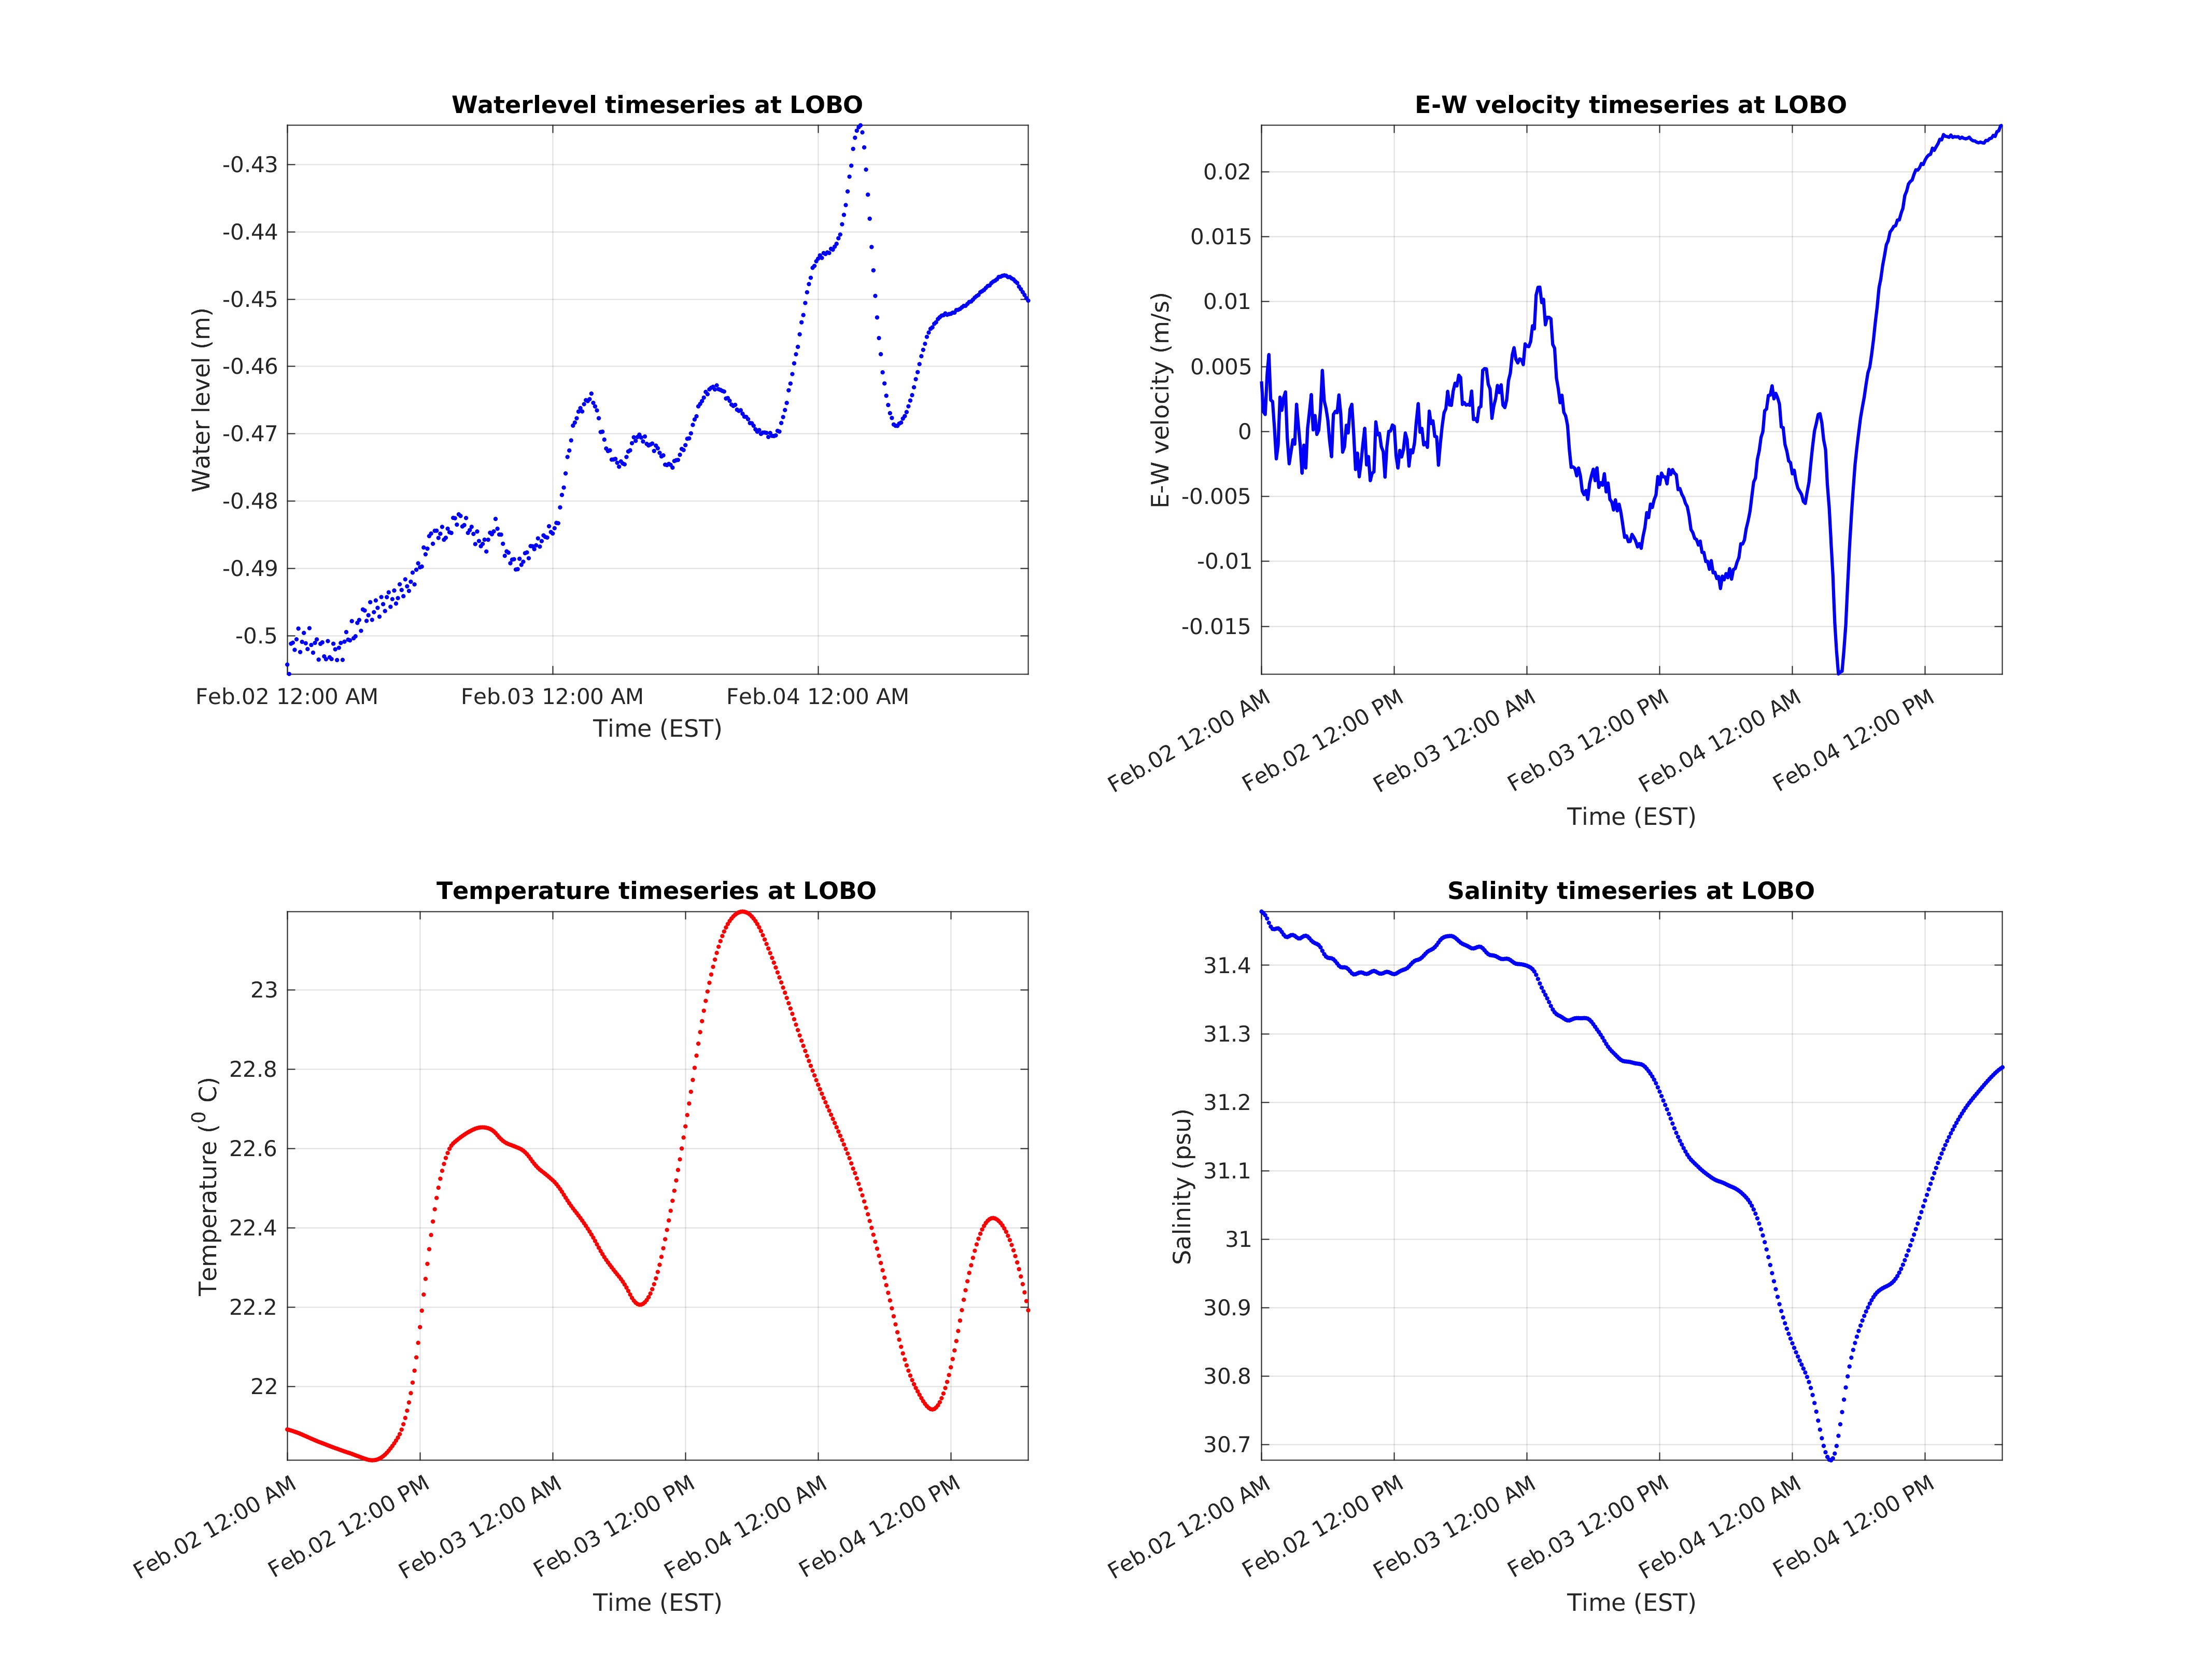 Waterlevel timeseries at LOBO
Water level (m)
-0.43
-0.44
-0.45
-0.46
-0.47
-0.48
-0.49
-0.5
Feb.02 12:00 AM
Feb.03 12:00 AM
Feb.04 12:00 AM
Time (EST)
E-W velocity timeseries at LOBO
E-W velocity (m/s)
0.02
0.015
0.01
0.005
0
-0.005
-0.01
-0.015
Feb.02 12:00 AM
Feb.02 12:00 PM
Feb.03 12:00 AM
Feb.03 12:00 PM
Feb.04 12:00 AM
Feb.04 12:00 PM
Time (EST)
Temperature timeseries at LOBO
Temperature (⁰ C)
23
22.8
22.6
22.4
22.2
22
Feb.02 12:00 AM
Feb.02 12:00 PM
Feb.03 12:00 AM
Feb.03 12:00 PM
Feb.04 12:00 AM
Feb.04 12:00 PM
Time (EST)
Salinity timeseries at LOBO
Salinity (psu)
31.4
31.3
31.2
31.1
31
30.9
30.8
30.7
Feb.02 12:00 AM
Feb.02 12:00 PM
Feb.03 12:00 AM
Feb.03 12:00 PM
Feb.04 12:00 AM
Feb.04 12:00 PM
Time (EST)